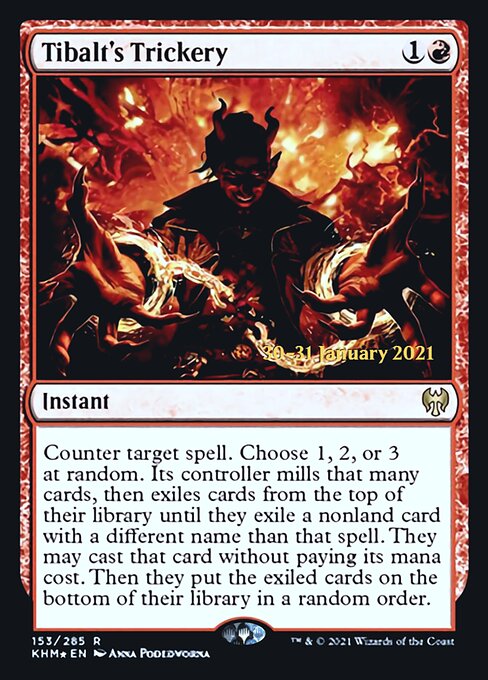 Tibalt's Trickery 1
30–31 January 2021
Instant
Counter target spell. Choose 1, 2, or 3
at random. Its controller mills that many
cards, then exiles cards from the top of
their library until they exile a nonland card
with a different name than that spell. They
may cast that card without paying its mana
cost. Then they put the exiled cards on the
bottom of their library in a random order.
153/285 R
KHM★EN Anna Podedworna
™ & © 2021 Wizards of the Coast